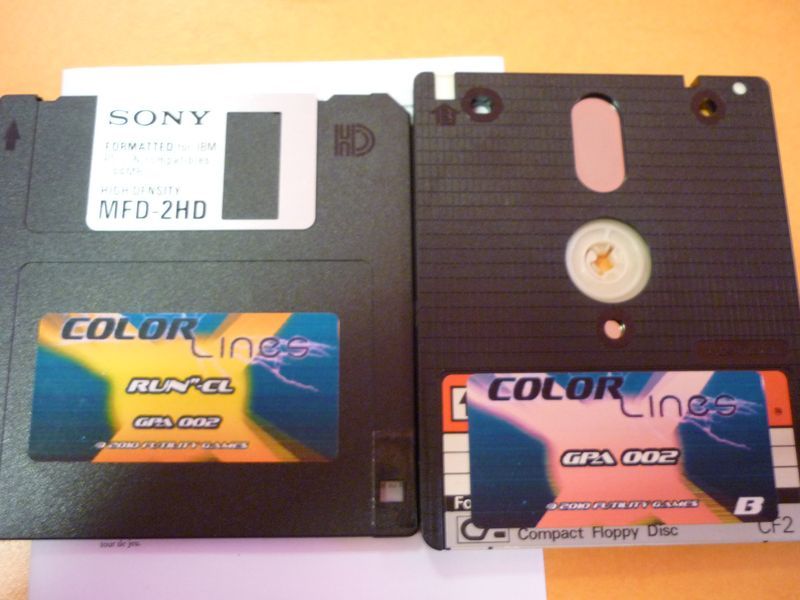 SONY
FORMATTED for IBM
HIGH DENSITY
MFD-2HD
HD
COLOR
Lines
RUN"-CL
GPA 002
© 2010 FUTILITY GAMES
COLOR
Lines
GPA 002
© 2010 FUTILITY GAMES
B
Fo
Compact Floppy Disc
CF2
tour de jeu.